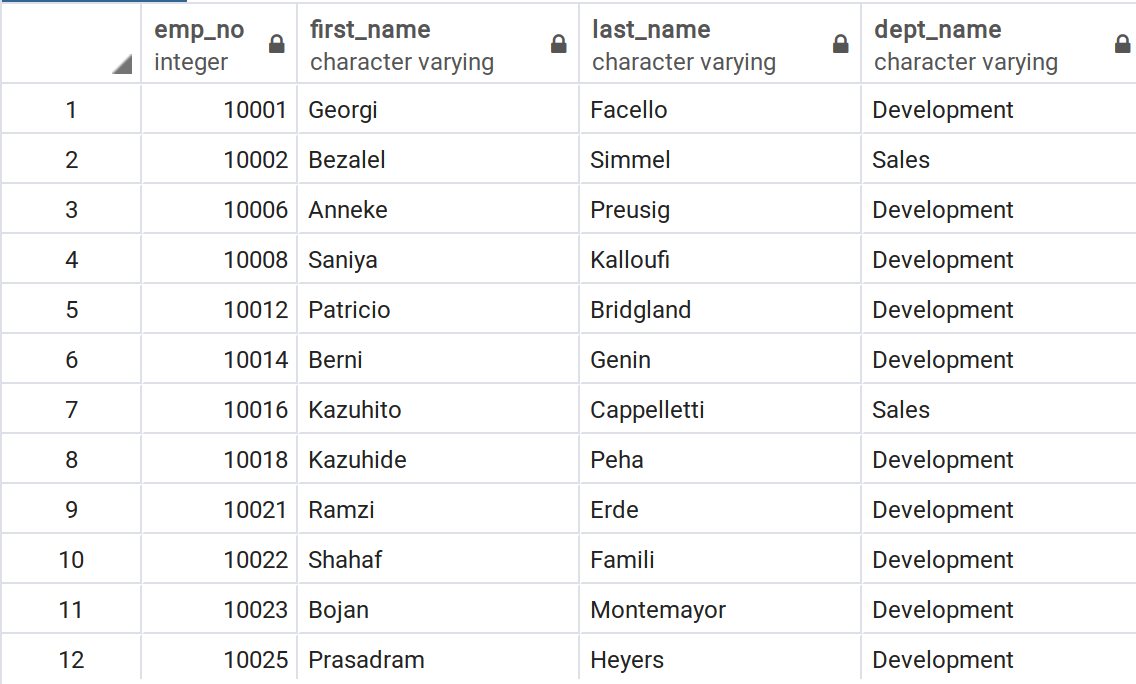 emp_no first_name last_name dept_name
integer character varying character varying character varying
1 10001 Georgi Facello Development
2 10002 Bezalel Simmel Sales
3 10006 Anneke Preusig Development
4 10008 Saniya Kalloufi Development
5 10012 Patricio Bridgland Development
6 10014 Berni Genin Development
7 10016 Kazuhito Cappelletti Sales
8 10018 Kazuhide Peha Development
9 10021 Ramzi Erde Development
10 10022 Shahaf Famili Development
11 10023 Bojan Montemayor Development
12 10025 Prasadram Heyers Development